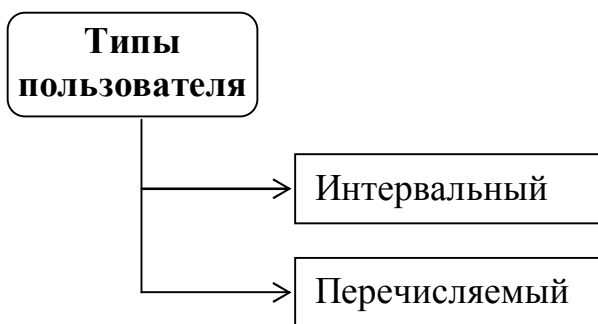 Типы
пользователя
Интервальный
Перечисляемый